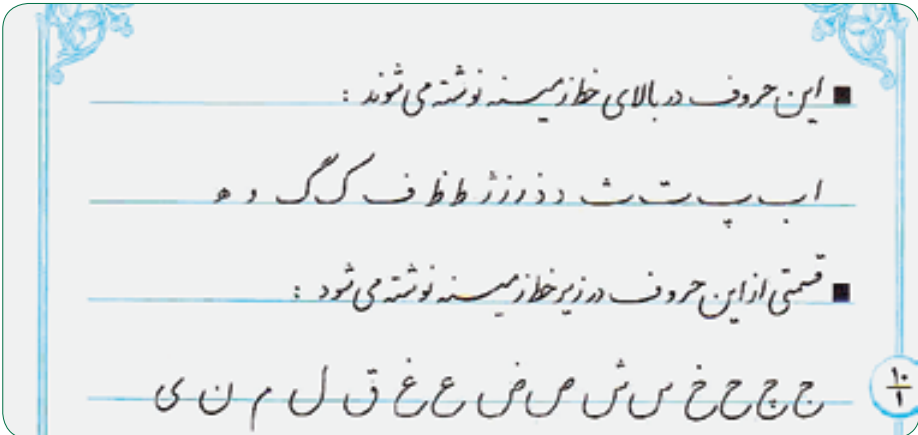 ■ این حروف در بالای خط زمینه نوشته می‌شوند :
ا ب پ ت ث د ذ ر ز ژ ط ظ ف ک گ و ه
■ قسمتی از این حروف در زیر خط زمینه نوشته می‌شود :
ج چ ح خ س ش ص ض ع غ ق ل م ن ی
۱۰
۱